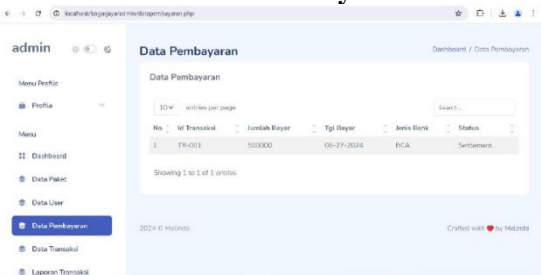 localhost/bagasjaya/admin/datapembayaran.php
admin
Data Pembayaran
Dashboard / Data Pembayaran
Menu Profile
Profile
Menu
Dashboard
Data Paket
Data User
Data Pembayaran
Data Transaksi
Laporan Transaksi
Data Pembayaran
10 entries per page
Search...
No Id Transaksi Jumlah Bayar Tgl Bayar Jenis Bank Status
1 TR-001 500000 06-27-2024 BCA Settlement
Showing 1 to 1 of 1 entries
2024 © Melinda
Crafted with ❤ by Melinda